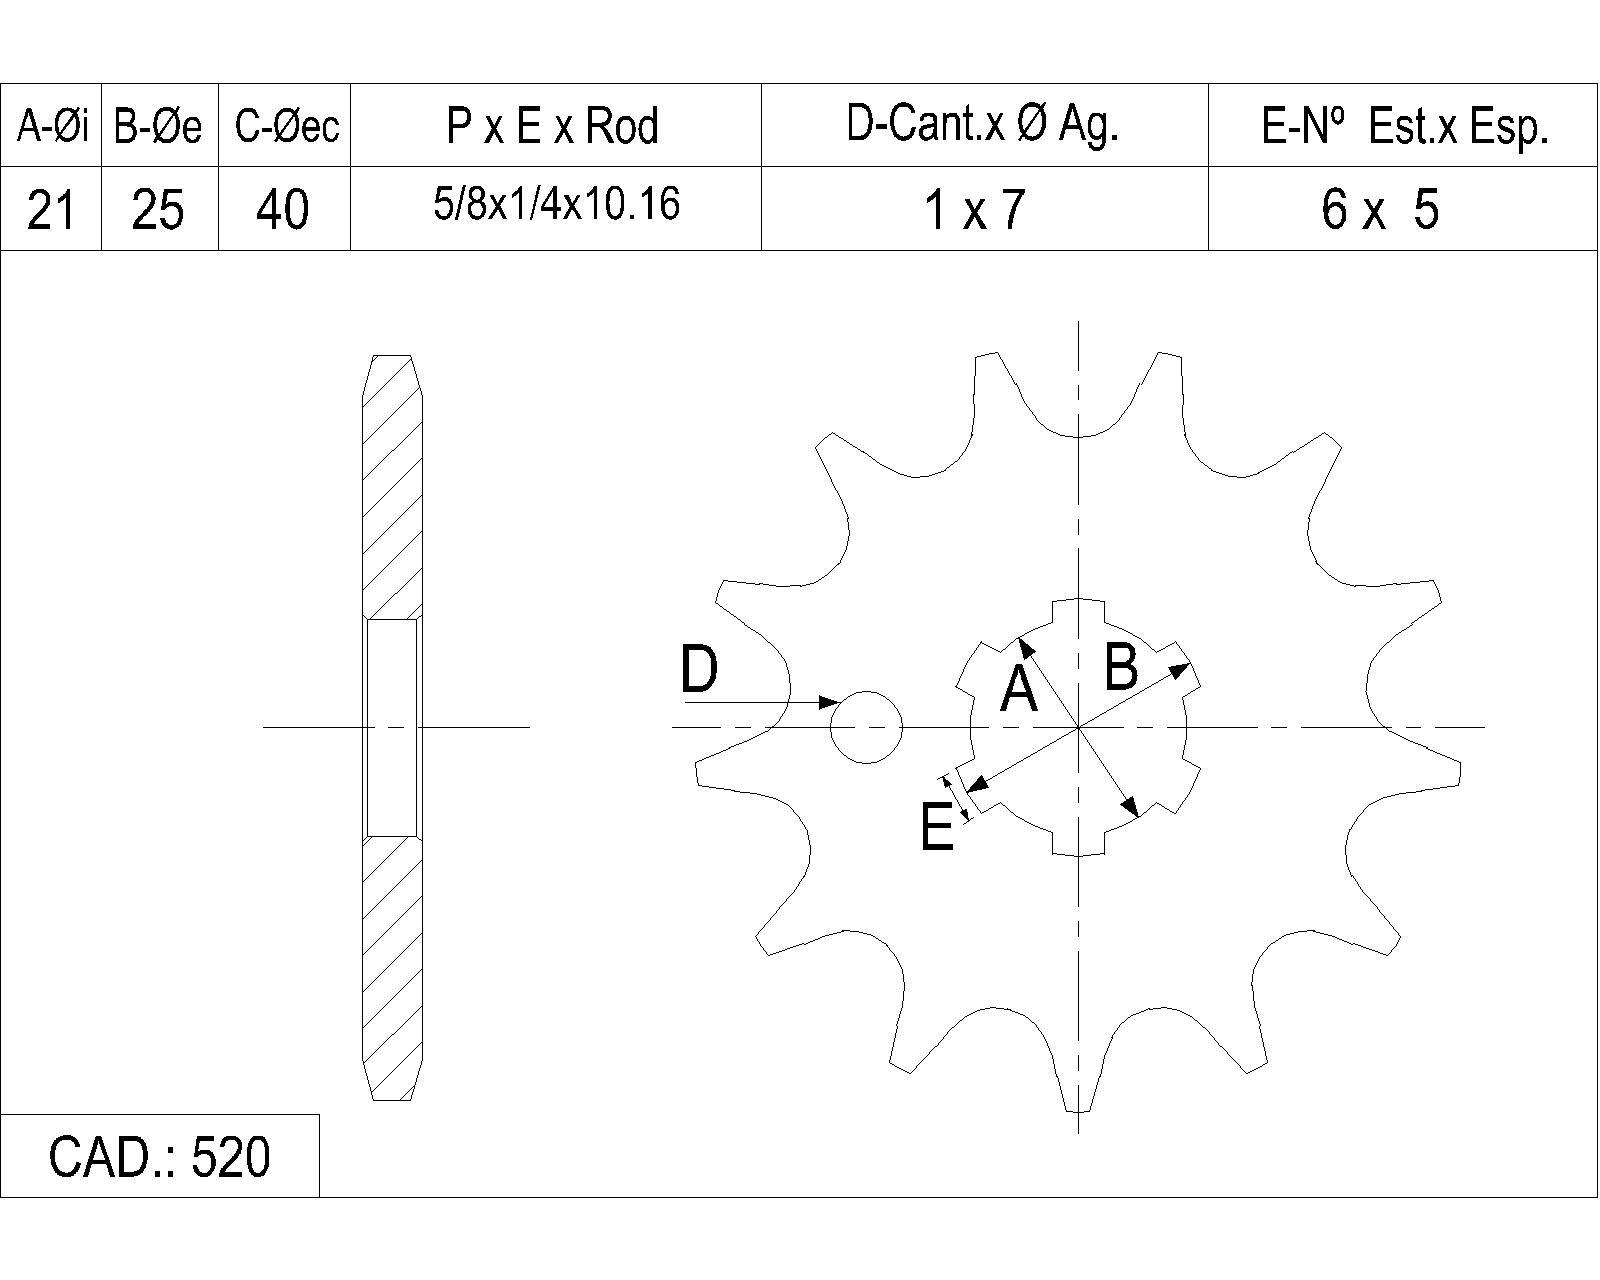 A-Øi B-Øe C-Øec P x E x Rod D-Cant.x Ø Ag. E-Nº Est.x Esp.
21 25 40 5/8x1/4x10.16 1 x 7 6 x 5
D
A
B
E
CAD.: 520